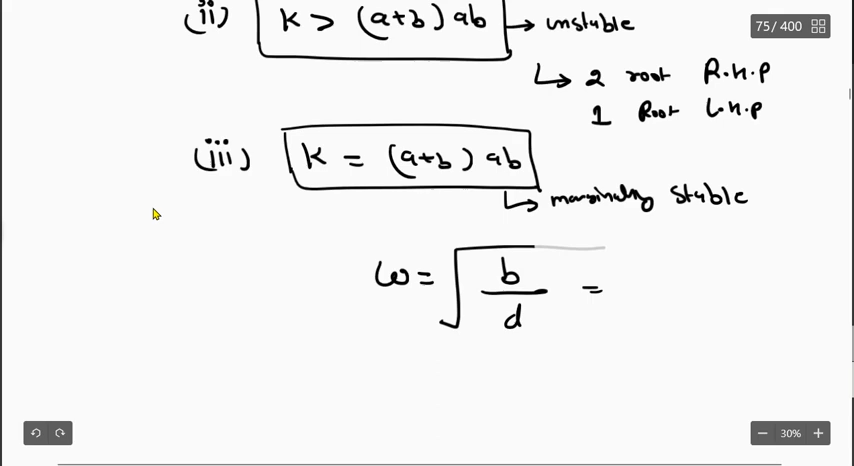 (ii) K > (a+b) ab → unstable
75 / 400
↳ 2 root R.H.P
1 Root L.H.P
(iii) K = (a+b) ab
↳ marginally stable
ω = √(b/d) =
30%